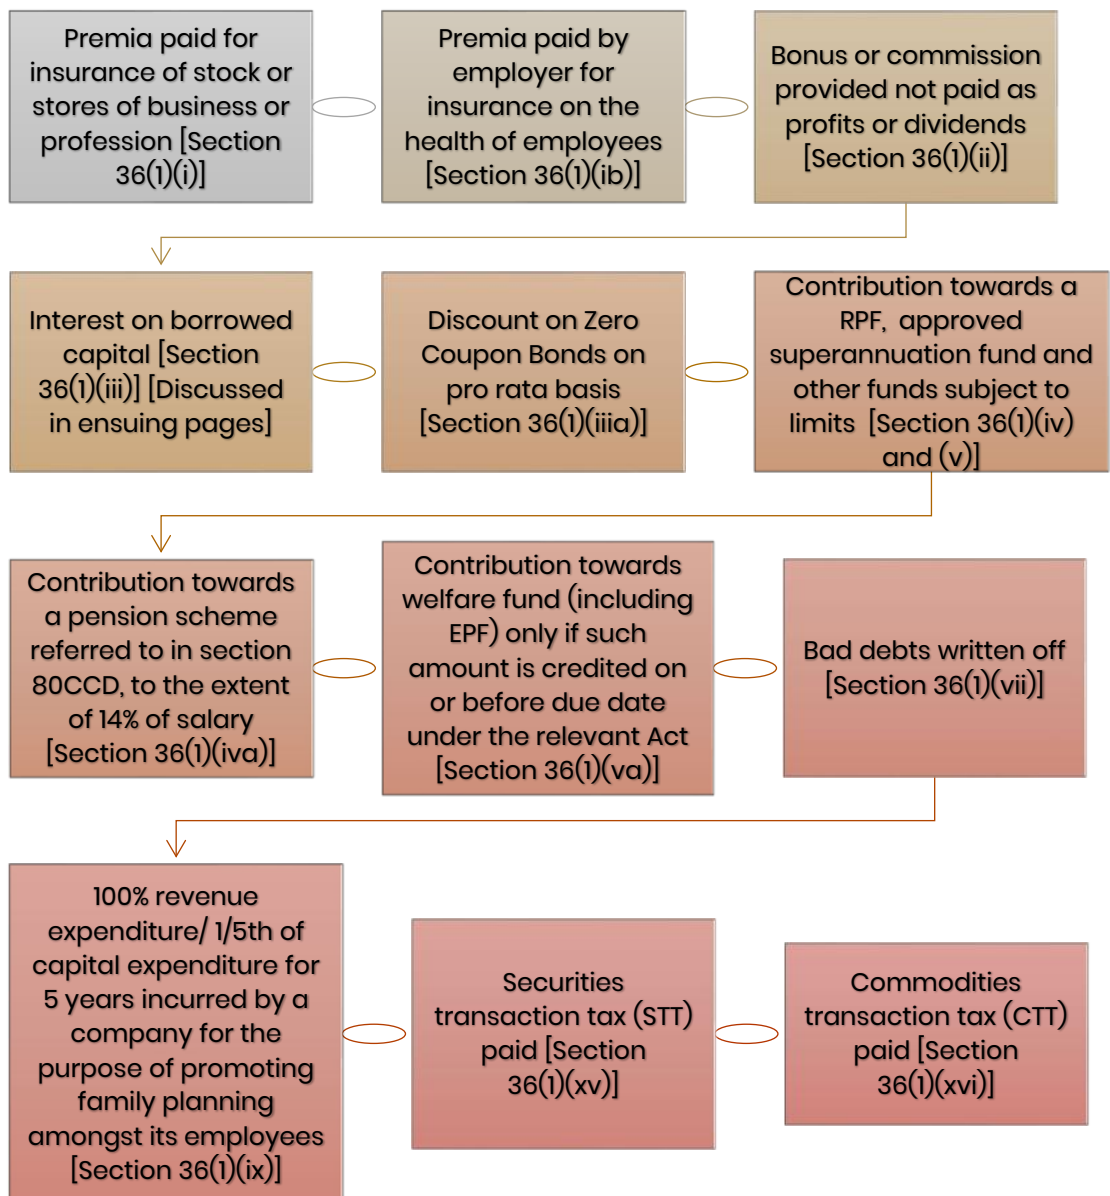 Premia paid for
insurance of stock or
stores of business or
profession [Section
36(1)(i)]
Premia paid by
employer for
insurance on the
health of employees
[Section 36(1)(ib)]
Bonus or commission
provided not paid as
profits or dividends
[Section 36(1)(ii)]
Interest on borrowed
capital [Section
36(1)(iii)] [Discussed
in ensuing pages]
Discount on Zero
Coupon Bonds on
pro rata basis
[Section 36(1)(iiia)]
Contribution towards a
RPF, approved
superannuation fund and
other funds subject to
limits [Section 36(1)(iv)
and (v)]
Contribution towards
a pension scheme
referred to in section
80CCD, to the extent
of 14% of salary
[Section 36(1)(iva)]
Contribution towards
welfare fund (including
EPF) only if such
amount is credited on
or before due date
under the relevant Act
[Section 36(1)(va)]
Bad debts written off
[Section 36(1)(vii)]
100% revenue
expenditure/ 1/5th of
capital expenditure for
5 years incurred by a
company for the
purpose of promoting
family planning
amongst its employees
[Section 36(1)(ix)]
Securities
transaction tax (STT)
paid [Section
36(1)(xv)]
Commodities
transaction tax (CTT)
paid [Section
36(1)(xvi)]